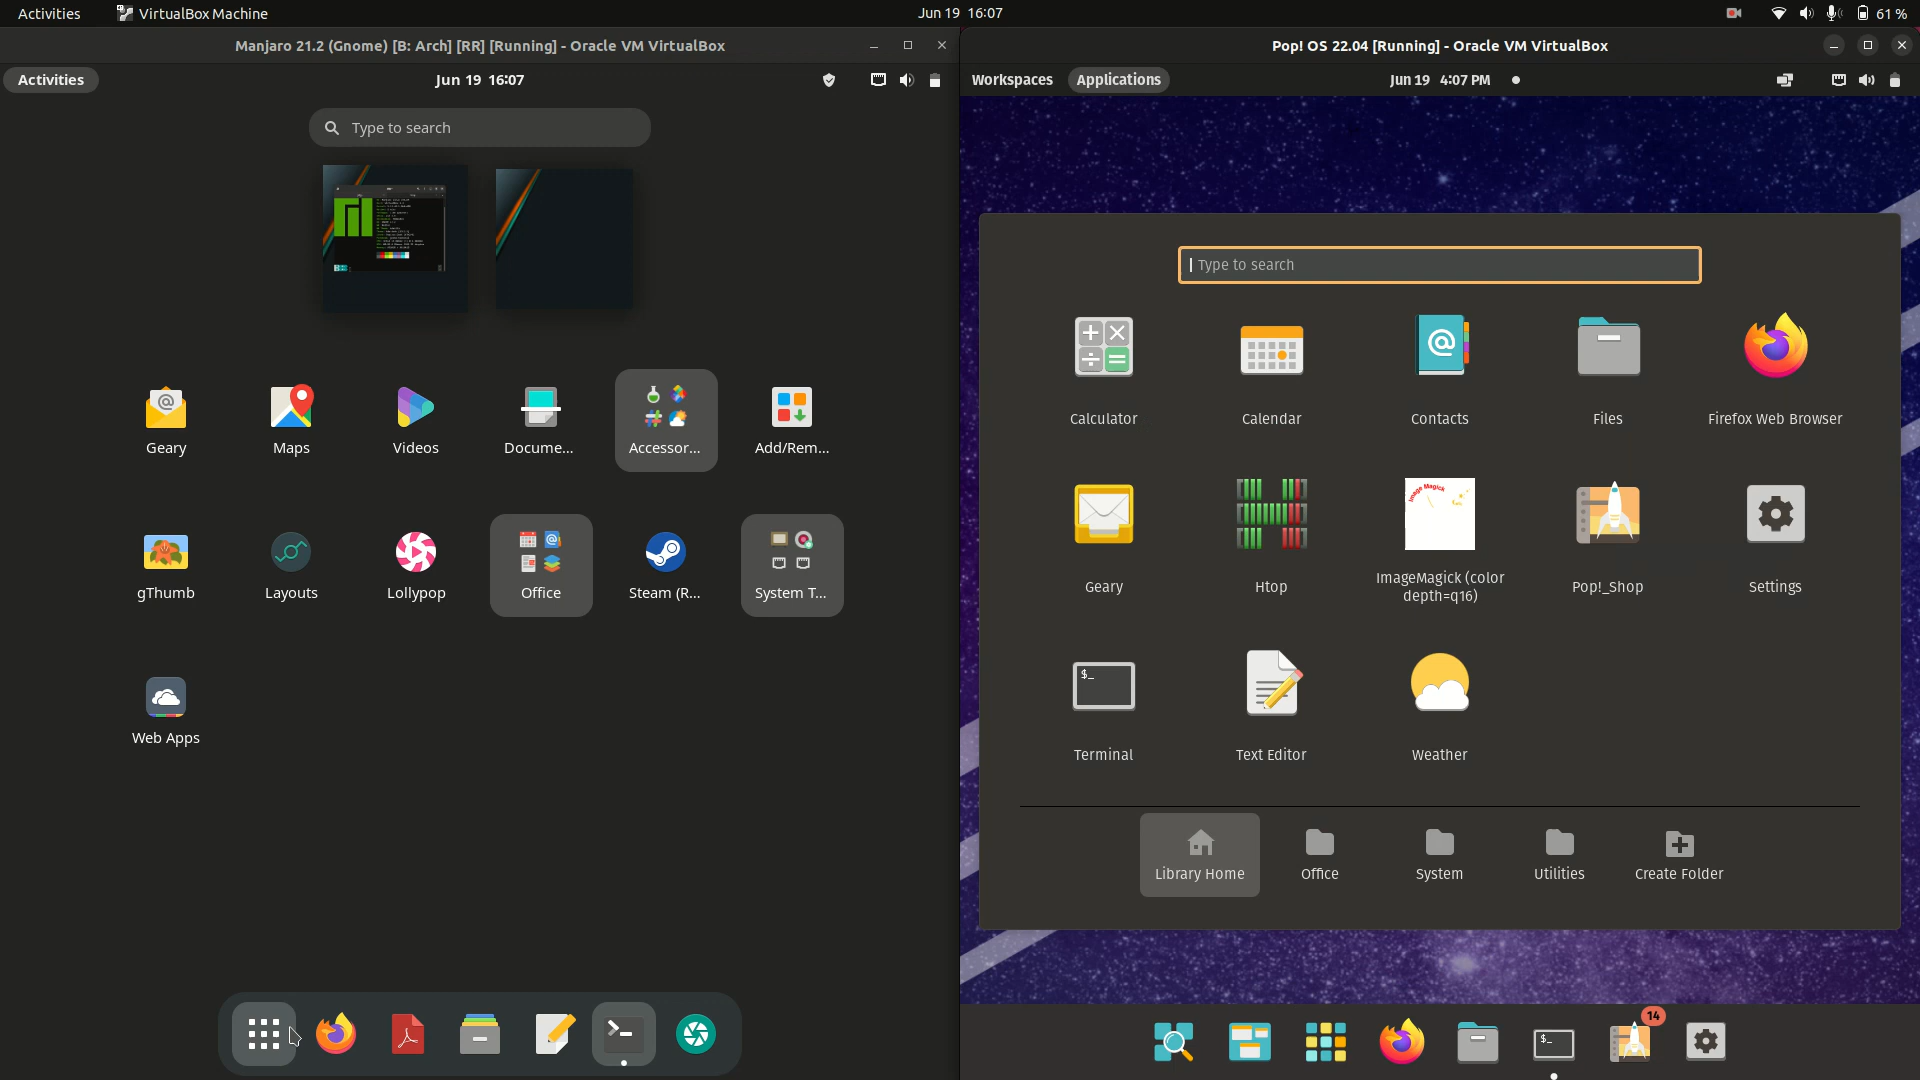 Activities
VirtualBox Machine
Jun 19 16:07
61 %
Manjaro 21.2 (Gnome) [B: Arch] [RR] [Running] - Oracle VM VirtualBox
Activities
Jun 19 16:07
Type to search
Geary
Maps
Videos
Docume...
Accessor...
Add/Rem...
gThumb
Layouts
Lollypop
Office
Steam (R...
System T...
Web Apps
Pop! OS 22.04 [Running] - Oracle VM VirtualBox
Workspaces
Applications
Jun 19 4:07 PM
Type to search
Calculator
Calendar
Contacts
Files
Firefox Web Browser
Geary
Htop
Image Magick
ImageMagick (color
depth=q16)
Pop!_Shop
Settings
$_
Terminal
Text Editor
Weather
Library Home
Office
System
Utilities
Create Folder
$_
14